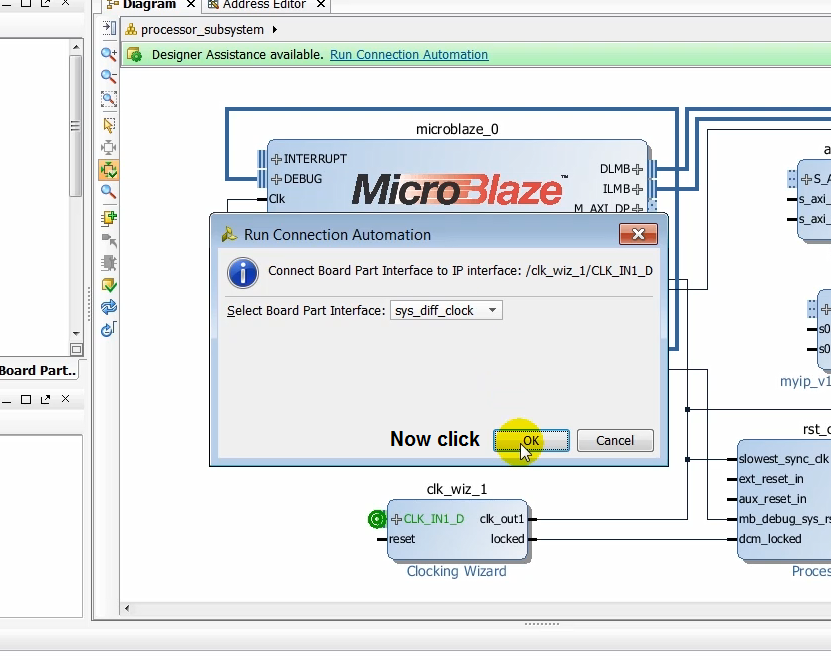 Diagram
Address Editor
processor_subsystem
Designer Assistance available. Run Connection Automation
microblaze_0
INTERRUPT
DEBUG
Clk
MicroBlaze™
DLMB
ILMB
M_AXI_DP
Run Connection Automation
Connect Board Part Interface to IP interface: /clk_wiz_1/CLK_IN1_D
Select Board Part Interface: sys_diff_clock
Now click
OK
Cancel
Board Part..
clk_wiz_1
CLK_IN1_D
clk_out1
reset
locked
Clocking Wizard
a
S_A
s_axi_
s_axi_
s0
s0
myip_v1
rst_c
slowest_sync_clk
ext_reset_in
aux_reset_in
mb_debug_sys_rs
dcm_locked
Proces